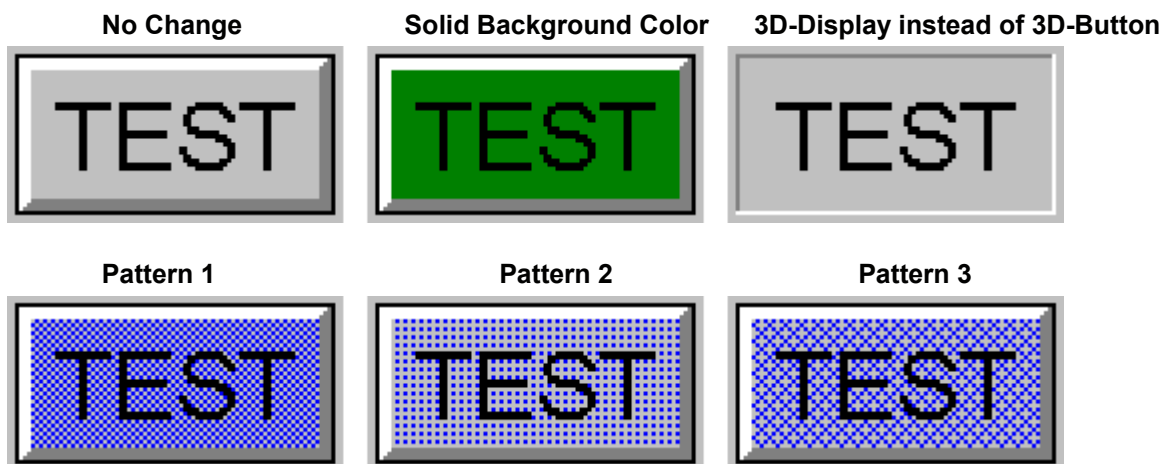 No Change
Solid Background Color
3D-Display instead of 3D-Button
TEST
TEST
TEST
Pattern 1
Pattern 2
Pattern 3
TEST
TEST
TEST